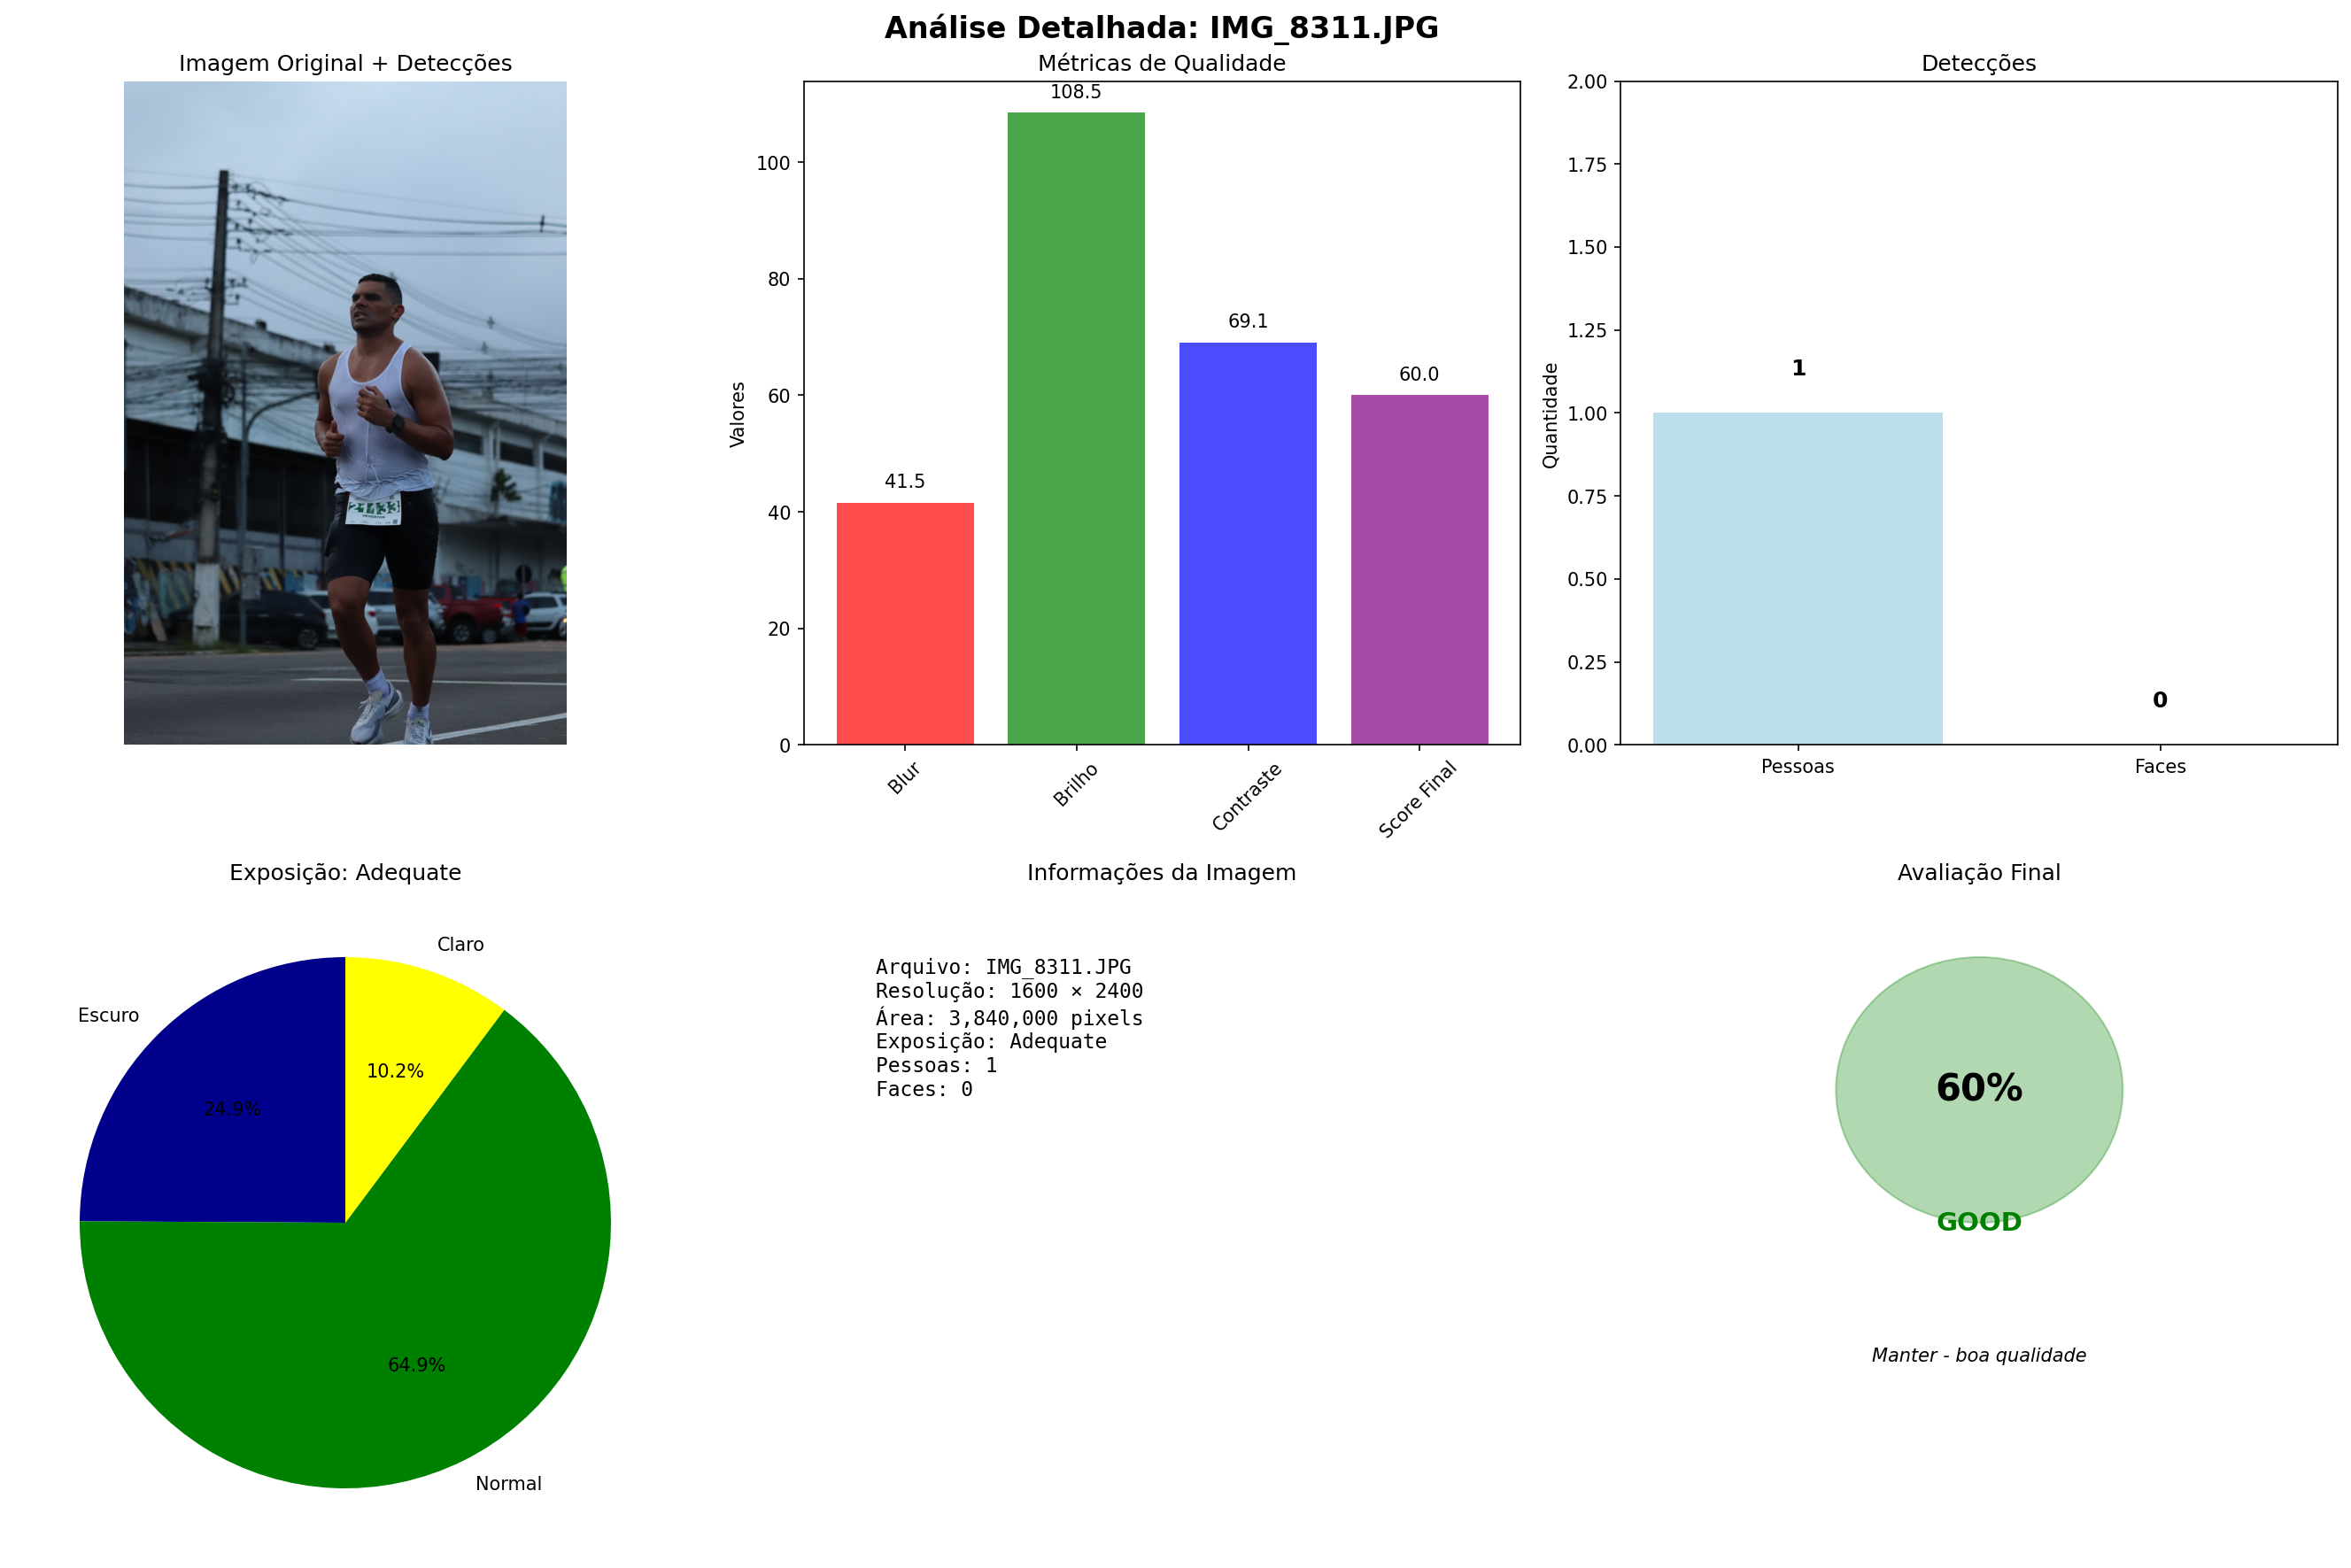 Análise Detalhada: IMG_8311.JPG
Imagem Original + Detecções
Métricas de Qualidade
Valores
100
80
60
40
20
0
108.5
69.1
60.0
41.5
Blur
Brilho
Contraste
Score Final
Detecções
Quantidade
2.00
1.75
1.50
1.25
1.00
0.75
0.50
0.25
0.00
1
0
Pessoas
Faces
Exposição: Adequate
Claro
Escuro
10.2%
24.9%
64.9%
Normal
Informações da Imagem
Arquivo: IMG_8311.JPG
Resolução: 1600 × 2400
Área: 3,840,000 pixels
Exposição: Adequate
Pessoas: 1
Faces: 0
Avaliação Final
60%
GOOD
Manter - boa qualidade